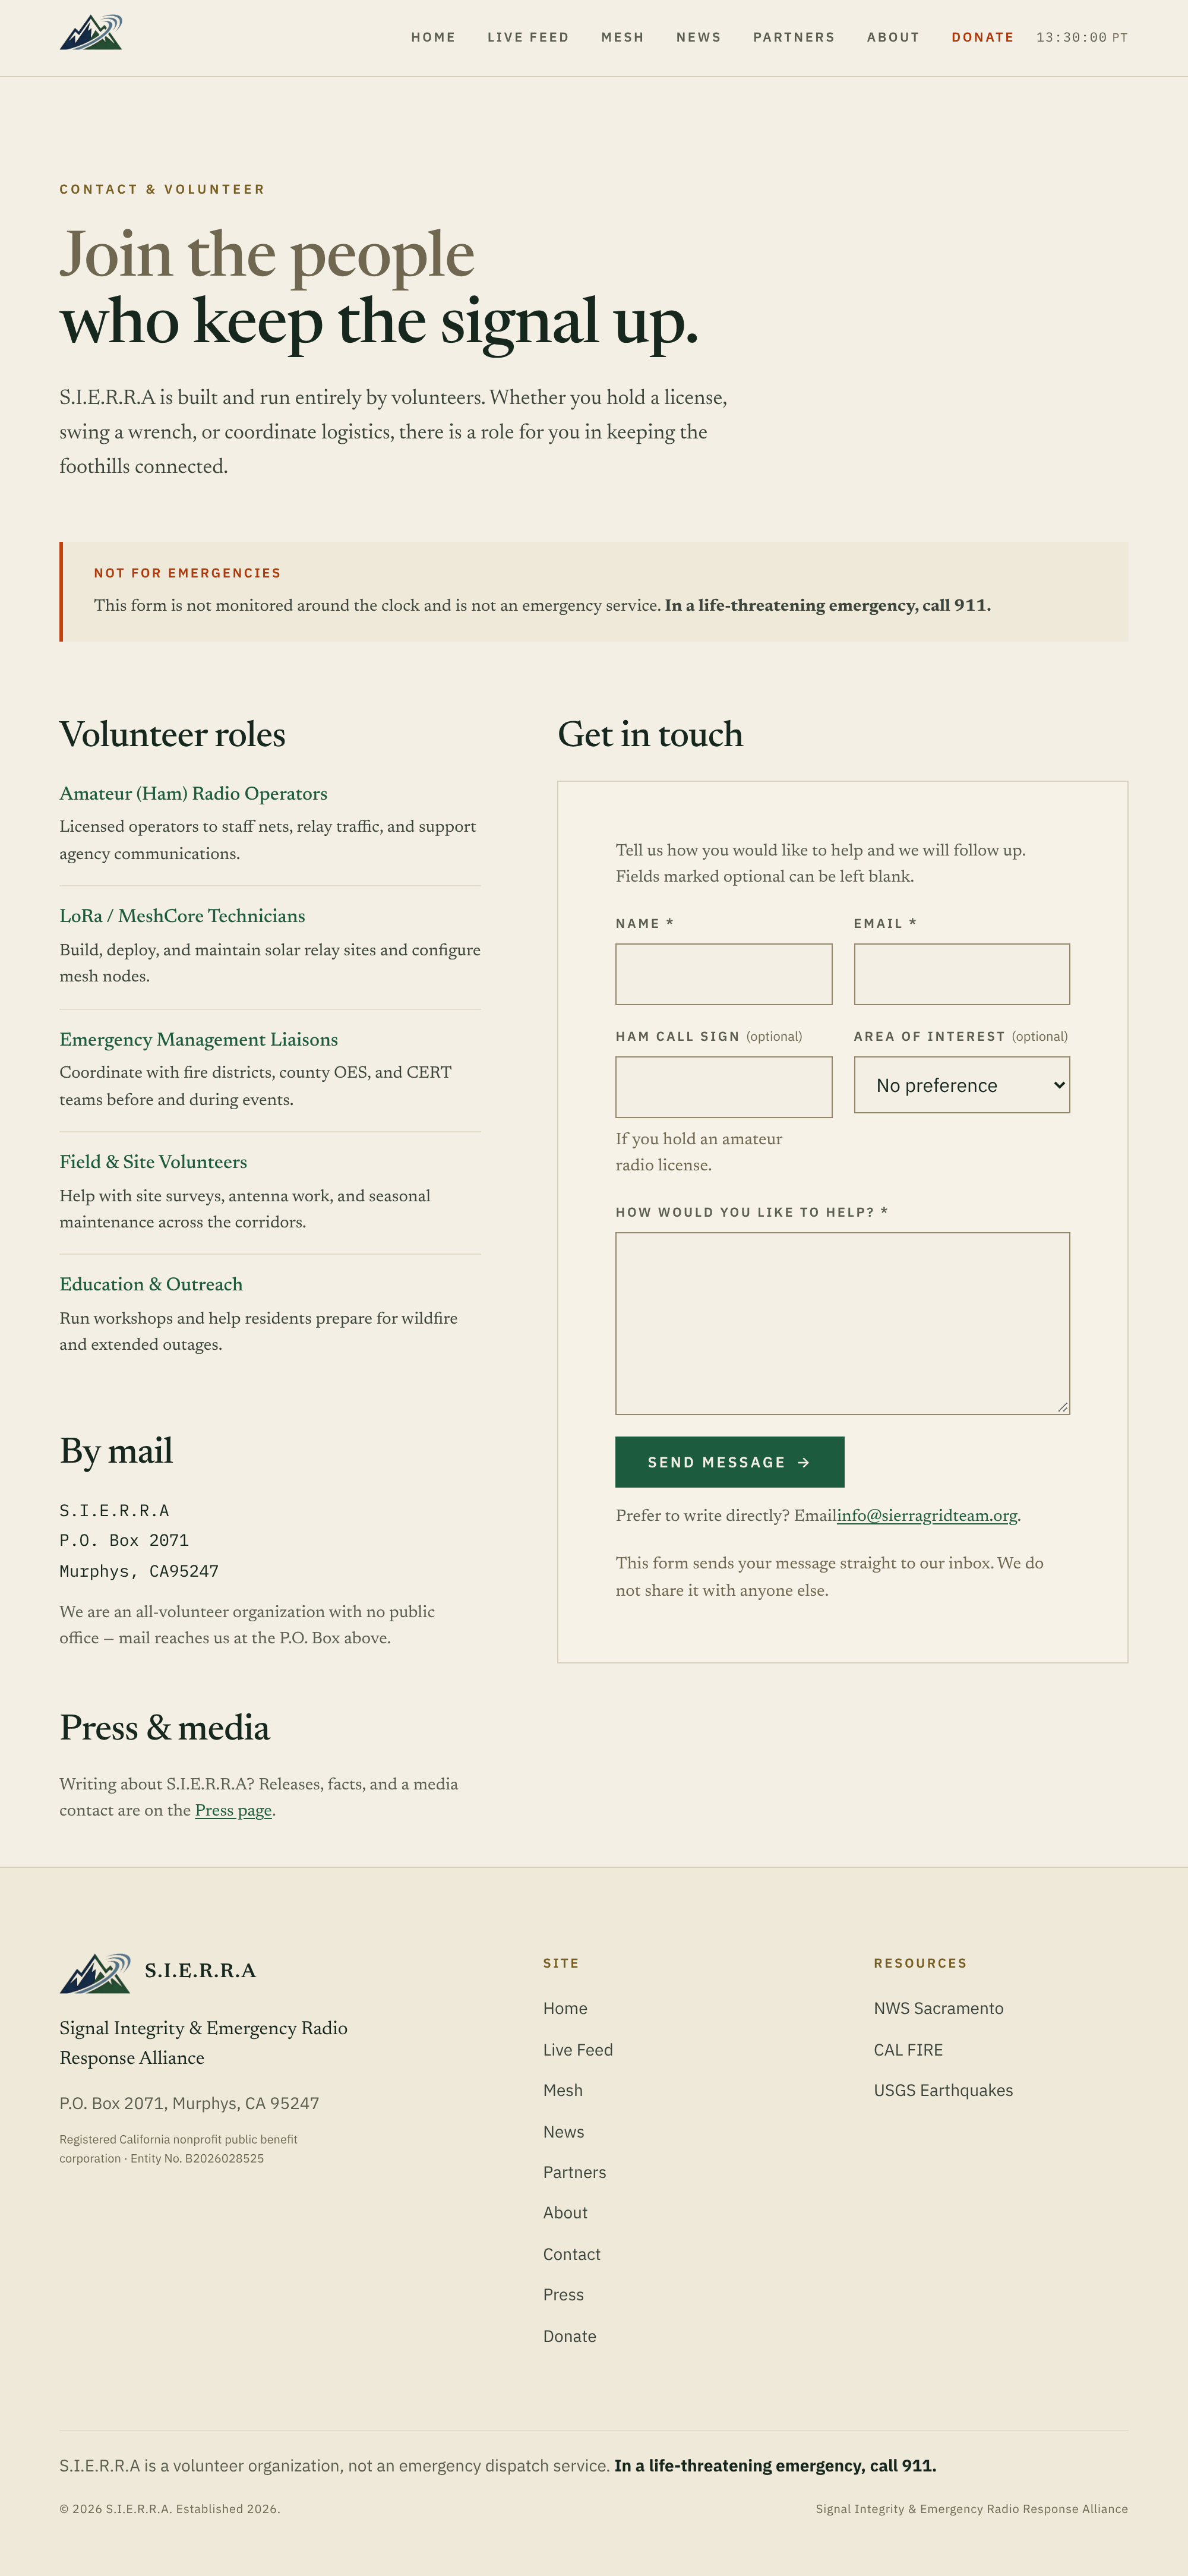 HOME LIVE FEED MESH NEWS PARTNERS ABOUT DONATE 13:30:00 PT
CONTACT & VOLUNTEER
Join the people
who keep the signal up.
S.I.E.R.R.A is built and run entirely by volunteers. Whether you hold a license,
swing a wrench, or coordinate logistics, there is a role for you in keeping the
foothills connected.
NOT FOR EMERGENCIES
This form is not monitored around the clock and is not an emergency service. In a life-threatening emergency, call 911.
Volunteer roles
Amateur (Ham) Radio Operators
Licensed operators to staff nets, relay traffic, and support
agency communications.
LoRa / MeshCore Technicians
Build, deploy, and maintain solar relay sites and configure
mesh nodes.
Emergency Management Liaisons
Coordinate with fire districts, county OES, and CERT
teams before and during events.
Field & Site Volunteers
Help with site surveys, antenna work, and seasonal
maintenance across the corridors.
Education & Outreach
Run workshops and help residents prepare for wildfire
and extended outages.
By mail
S.I.E.R.R.A
P.O. Box 2071
Murphys, CA95247
We are an all-volunteer organization with no public
office — mail reaches us at the P.O. Box above.
Press & media
Writing about S.I.E.R.R.A? Releases, facts, and a media
contact are on the Press page.
Get in touch
Tell us how you would like to help and we will follow up.
Fields marked optional can be left blank.
NAME * EMAIL *
HAM CALL SIGN (optional) AREA OF INTEREST (optional)
No preference
If you hold an amateur
radio license.
HOW WOULD YOU LIKE TO HELP? *
SEND MESSAGE →
Prefer to write directly? Emailinfo@sierragridteam.org.
This form sends your message straight to our inbox. We do
not share it with anyone else.
S.I.E.R.R.A
Signal Integrity & Emergency Radio
Response Alliance
P.O. Box 2071, Murphys, CA 95247
Registered California nonprofit public benefit
corporation · Entity No. B2026028525
SITE
Home
Live Feed
Mesh
News
Partners
About
Contact
Press
Donate
RESOURCES
NWS Sacramento
CAL FIRE
USGS Earthquakes
S.I.E.R.R.A is a volunteer organization, not an emergency dispatch service. In a life-threatening emergency, call 911.
© 2026 S.I.E.R.R.A. Established 2026.
Signal Integrity & Emergency Radio Response Alliance